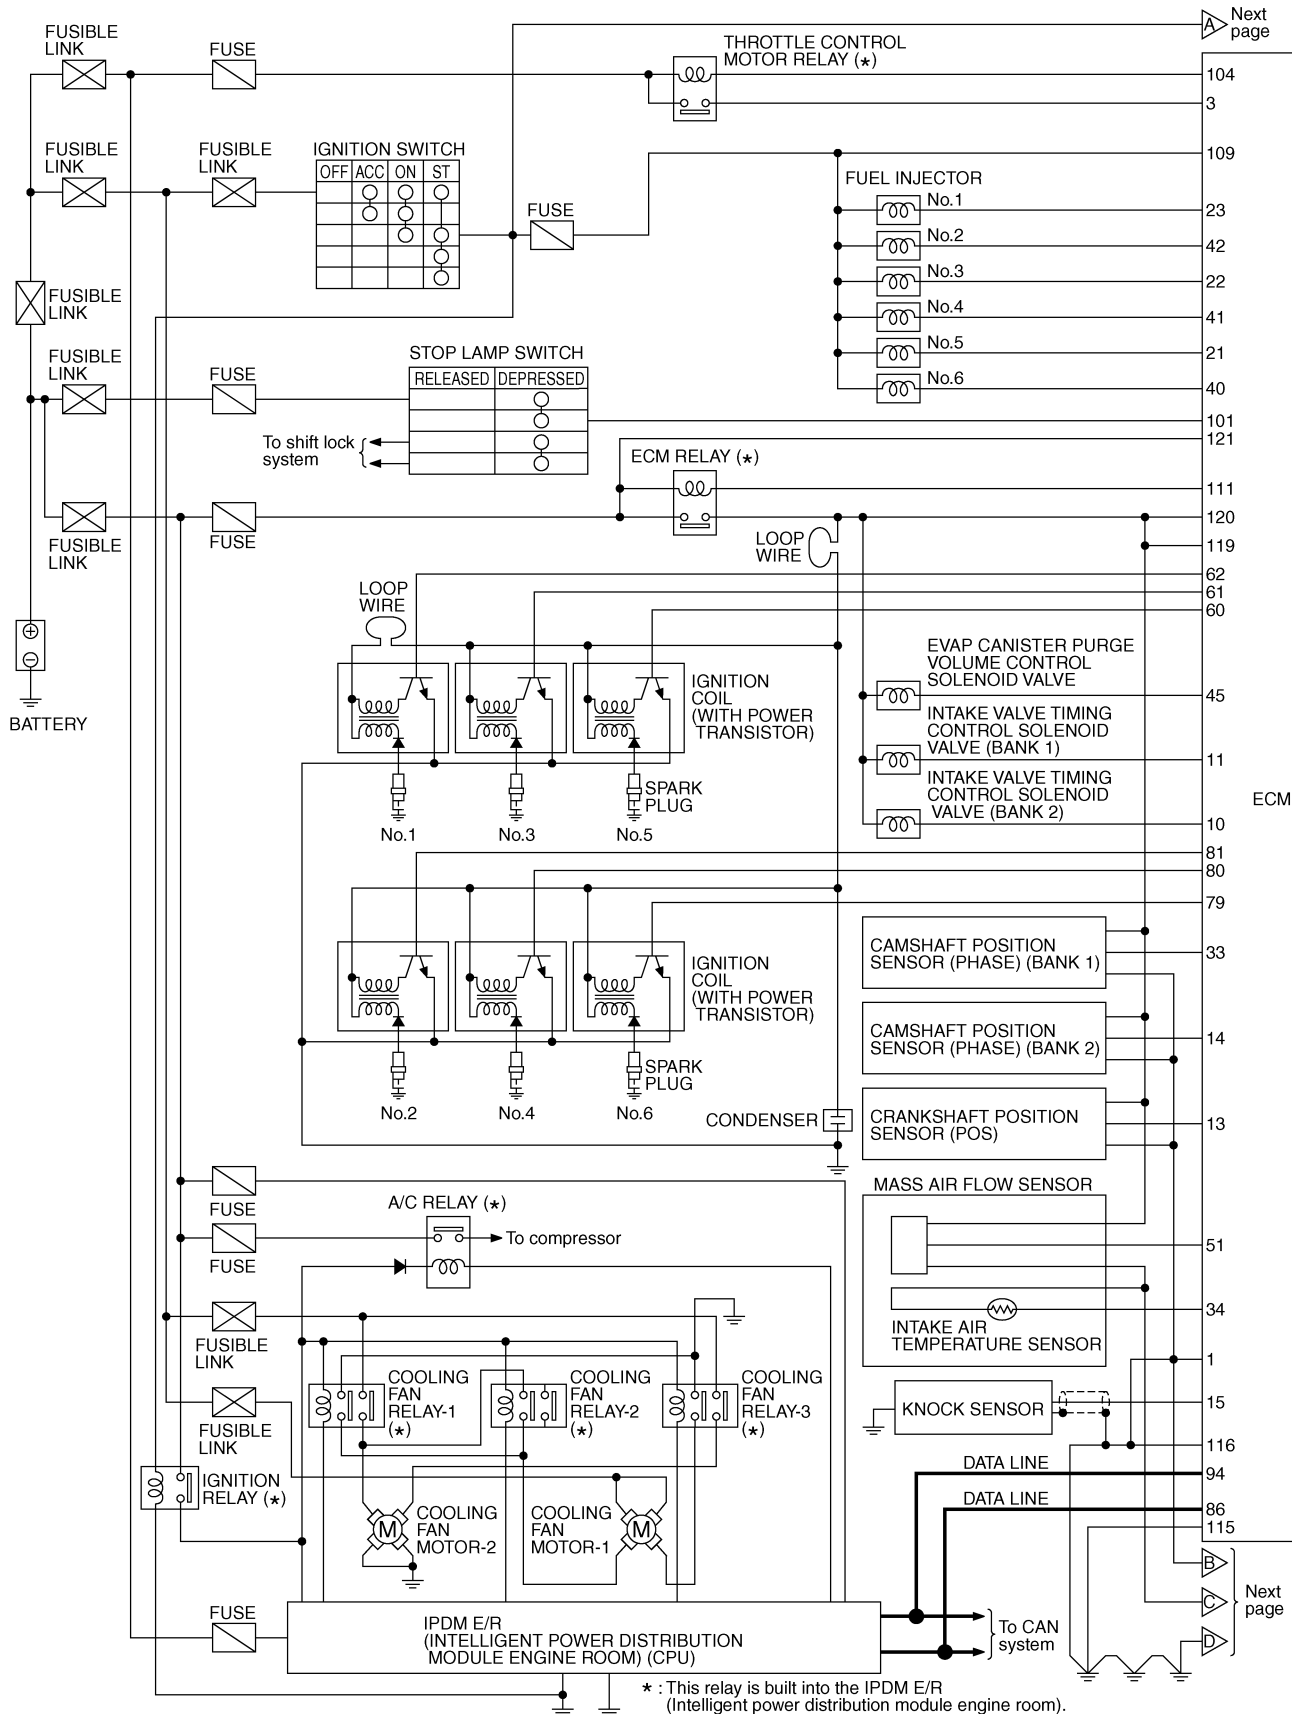 A
Next
page
FUSIBLE
LINK
FUSE
THROTTLE CONTROL
MOTOR RELAY (*)
104
3
FUSIBLE
LINK
FUSIBLE
LINK
IGNITION SWITCH
OFF ACC ON ST
109
FUEL INJECTOR
FUSE
No.1
23
No.2
42
No.3
22
No.4
41
No.5
21
No.6
40
FUSIBLE
LINK
FUSIBLE
LINK
FUSE
STOP LAMP SWITCH
RELEASED DEPRESSED
To shift lock
system
101
121
ECM RELAY (*)
111
120
FUSIBLE
LINK
FUSE
LOOP
WIRE
119
62
61
60
LOOP
WIRE
BATTERY
IGNITION
COIL
(WITH POWER
TRANSISTOR)
EVAP CANISTER PURGE
VOLUME CONTROL
SOLENOID VALVE
45
INTAKE VALVE TIMING
CONTROL SOLENOID
VALVE (BANK 1)
11
INTAKE VALVE TIMING
CONTROL SOLENOID
VALVE (BANK 2)
10
ECM
SPARK
PLUG
No.1
No.3
No.5
81
80
79
IGNITION
COIL
(WITH POWER
TRANSISTOR)
CAMSHAFT POSITION
SENSOR (PHASE) (BANK 1)
33
CAMSHAFT POSITION
SENSOR (PHASE) (BANK 2)
14
SPARK
PLUG
No.2
No.4
No.6
CONDENSER
CRANKSHAFT POSITION
SENSOR (POS)
13
FUSE
A/C RELAY (*)
MASS AIR FLOW SENSOR
FUSE
To compressor
51
34
INTAKE AIR
TEMPERATURE SENSOR
FUSIBLE
LINK
1
COOLING
FAN
RELAY-1
(*)
COOLING
FAN
RELAY-2
(*)
COOLING
FAN
RELAY-3
(*)
FUSIBLE
LINK
KNOCK SENSOR
15
116
IGNITION
RELAY (*)
DATA LINE
94
DATA LINE
86
115
M
COOLING
FAN
MOTOR-2
COOLING
FAN
MOTOR-1
M
B
C
D
Next
page
FUSE
IPDM E/R
(INTELLIGENT POWER DISTRIBUTION
MODULE ENGINE ROOM) (CPU)
To CAN
system
* : This relay is built into the IPDM E/R
(Intelligent power distribution module engine room).